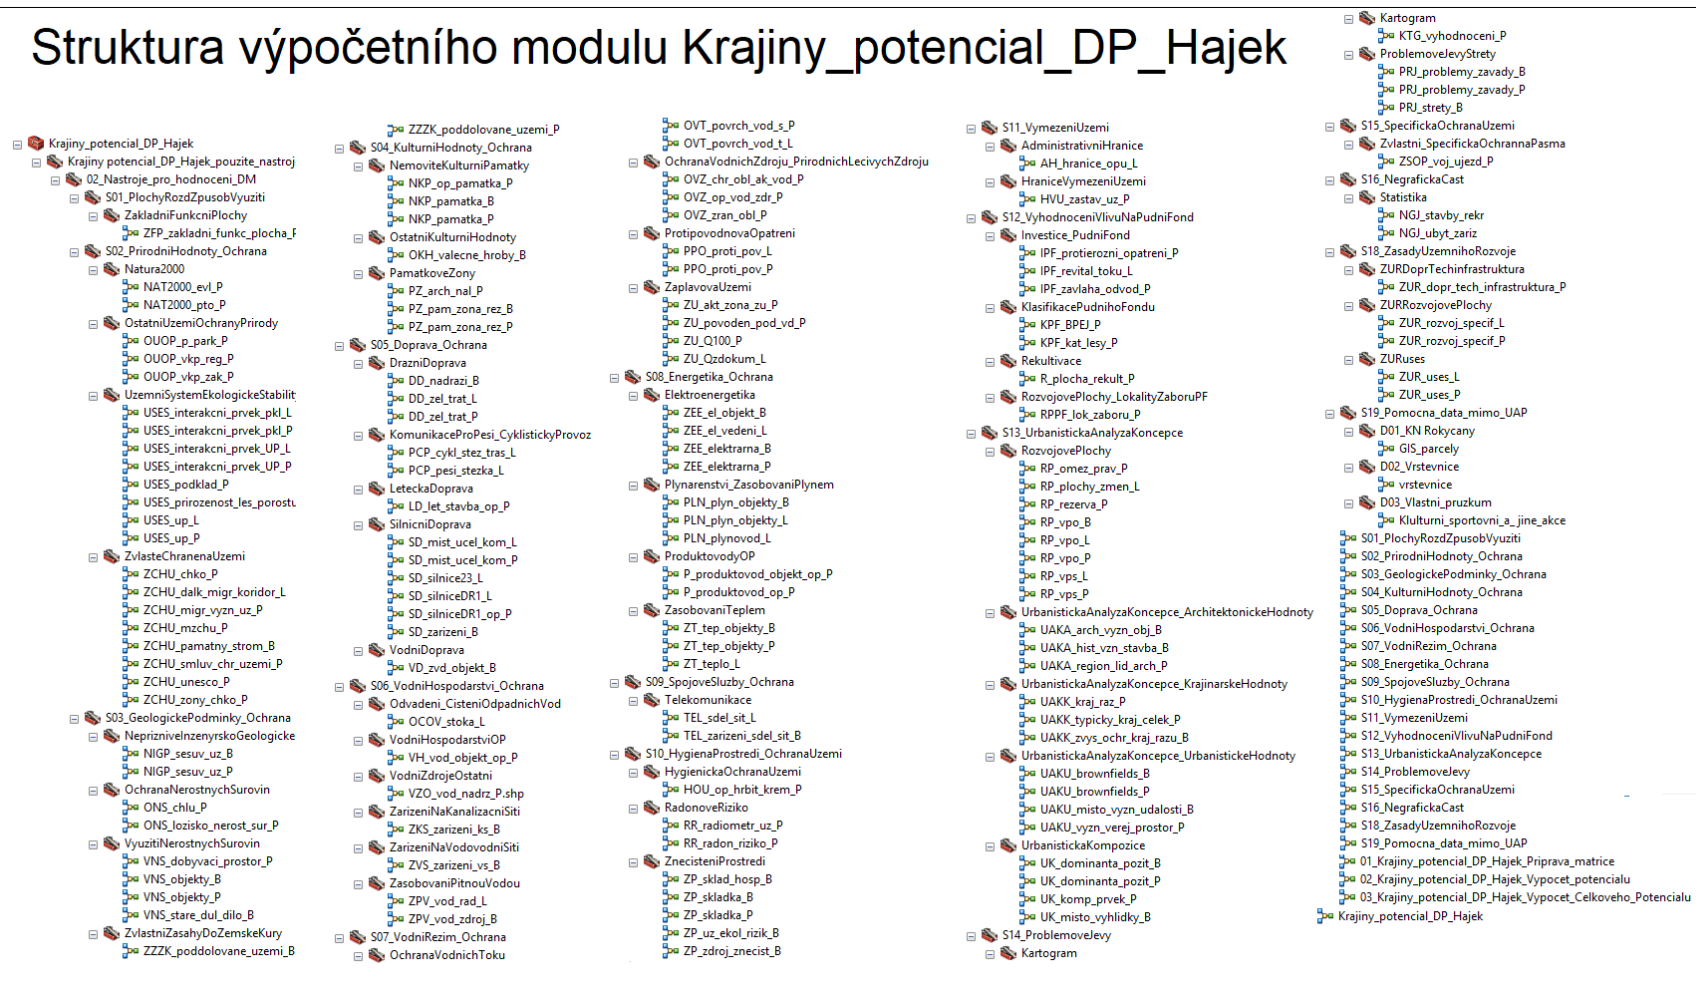 Struktura výpočetního modulu Krajiny_potencial_DP_Hajek
Krajiny_potencial_DP_Hajek
Krajiny potencial_DP_Hajek_pouzite_nastroj
02_Nastroje_pro_hodnoceni_DM
S01_PlochyRozdZpusobVyuziti
ZakladniFunkcniPlochy
ZFP_zakladni_funkc_plocha_F
S02_PrirodniHodnoty_Ochrana
Natura2000
NAT2000_evl_P
NAT2000_pto_P
OstatniUzemiOchranyPrirody
OUOP_p_park_P
OUOP_vkp_reg_P
OUOP_vkp_zak_P
UzemniSystemEkologickeStability
USES_interakcni_prvek_pkl_L
USES_interakcni_prvek_pkl_P
USES_interakcni_prvek_UP_L
USES_interakcni_prvek_UP_P
USES_podklad_P
USES_prirozenost_les_porostu
USES_up_L
USES_up_P
ZvlasteChranenaUzemi
ZCHU_chko_P
ZCHU_dalk_migr_koridor_L
ZCHU_migr_vyzn_uz_P
ZCHU_mzchu_P
ZCHU_pamatny_strom_B
ZCHU_smluv_chr_uzemi_P
ZCHU_unesco_P
ZCHU_zony_chko_P
S03_GeologickePodminky_Ochrana
NepriznivelnzenyrskoGeologicke
NIGP_sesuv_uz_B
NIGP_sesuv_uz_P
OchranaNerostnychSurovin
ONS_chlu_P
ONS_lozisko_nerost_sur_P
VyuzitiNerostnychSurovin
VNS_dobyvaci_prostor_P
VNS_objekty_B
VNS_objekty_P
VNS_stare_dul_dilo_B
ZvlastniZasahyDoZemskeKury
ZZZK_poddolovane_uzemi_B
ZZZK_poddolovane_uzemi_P
S04_KulturniHodnoty_Ochrana
NemoviteKulturniPamatky
NKP_op_pamatka_P
NKP_pamatka_B
NKP_pamatka_P
OstatniKulturniHodnoty
OKH_valecne_hroby_B
PamatkoveZony
PZ_arch_nal_P
PZ_pam_zona_rez_B
PZ_pam_zona_rez_P
S05_Doprava_Ochrana
DrazniDoprava
DD_nadrazi_B
DD_zel_trat_L
DD_zel_trat_P
KomunikaceProPesi_CyklistickyProvoz
PCP_cykl_stez_tras_L
PCP_pesi_stezka_L
LeteckaDoprava
LD_let_stavba_op_P
SilnicniDoprava
SD_mist_ucel_kom_L
SD_mist_ucel_kom_P
SD_silnice23_L
SD_silniceDR1_L
SD_silniceDR1_op_P
SD_zarizeni_B
VodniDoprava
VD_zvd_objekt_B
S06_VodniHospodarstvi_Ochrana
Odvadeni_CisteniOdpadnichVod
OCOV_stoka_L
VodniHospodarstviOP
VH_vod_objekt_op_P
VodniZdrojeOstatni
VZO_vod_nadrz_P.shp
ZarizeniNaKanalizacniSiti
ZKS_zarizeni_ks_B
ZarizeniNaVodovodniSiti
ZVS_zarizeni_vs_B
ZasobovaniPitnouVodou
ZPV_vod_rad_L
ZPV_vod_zdroj_B
S07_VodniRezim_Ochrana
OchranaVodnichToku
OVT_povrch_vod_s_P
OVT_povrch_vod_t_L
OchranaVodnichZdroju_PrirodnichLecivychZdroju
OVZ_chr_obl_ak_vod_P
OVZ_op_vod_zdr_P
OVZ_zran_obl_P
ProtipovodnovaOpatreni
PPO_proti_pov_L
PPO_proti_pov_P
ZaplavovaUzemi
ZU_akt_zona_zu_P
ZU_povoden_pod_vd_P
ZU_Q100_P
ZU_Qzdokum_L
S08_Energetika_Ochrana
Elektroenergetika
ZEE_el_objekt_B
ZEE_el_vedeni_L
ZEE_elektrarna_B
ZEE_elektrarna_P
Plynarenstvi_ZasobovaniPlynem
PLN_plyn_objekty_B
PLN_plyn_objekty_L
PLN_plynovod_L
ProduktovodyOP
P_produktovod_objekt_op_P
P_produktovod_op_P
ZasobovaniTeplem
ZT_tep_objekty_B
ZT_tep_objekty_P
ZT_teplo_L
S09_SpojoveSluzby_Ochrana
Telekomunikace
TEL_sdel_sit_L
TEL_zarizeni_sdel_sit_B
S10_HygienaProstredi_OchranaUzemi
HygienickaOchranaUzemi
HOU_op_hrbit_krem_P
RadonoveRiziko
RR_radiometr_uz_P
RR_radon_riziko_P
ZnecisteniProstredi
ZP_sklad_hosp_B
ZP_skladka_B
ZP_skladka_P
ZP_uz_ekol_rizik_B
ZP_zdroj_znecist_B
S11_VymezeniUzemi
AdministrativniHranice
AH_hranice_opu_L
HraniceVymezeniUzemi
HVU_zastav_uz_P
S12_VyhodnoceniVlivuNaPudniFond
Investice_PudniFond
IPF_protierozni_opatreni_P
IPF_revital_toku_L
IPF_zavlaha_odvod_P
KlasifikacePudnihoFondu
KPF_BPEJ_P
KPF_kat_lesy_P
Rekultivace
R_plocha_rekult_P
RozvojovePlochy_LokalityZaboruPF
RPPF_lok_zaboru_P
S13_UrbanistickaAnalyzaKoncepce
RozvojovePlochy
RP_omez_prav_P
RP_plochy_zmen_L
RP_rezerva_P
RP_vpo_B
RP_vpo_L
RP_vpo_P
RP_vps_L
RP_vps_P
UrbanistickaAnalyzaKoncepce_ArchitektonickeHodnoty
UAKA_arch_vyzn_obj_B
UAKA_hist_vzn_stavba_B
UAKA_region_lid_arch_P
UrbanistickaAnalyzaKoncepce_KrajinarskeHodnoty
UAKK_kraj_raz_P
UAKK_typicky_kraj_celek_P
UAKK_zvys_ochr_kraj_razu_B
UrbanistickaAnalyzaKoncepce_UrbanistickeHodnoty
UAKU_brownfields_B
UAKU_brownfields_P
UAKU_misto_vyzn_udalosti_B
UAKU_vyzn_verej_prostor_P
UrbanistickaKompozice
UK_dominanta_pozit_B
UK_dominanta_pozit_P
UK_komp_prvek_P
UK_misto_vyhlidky_B
S14_ProblemoveJevy
Kartogram
Kartogram
KTG_vyhodnoceni_P
ProblemoveJevyStrety
PRJ_problemy_zavady_B
PRJ_problemy_zavady_P
PRJ_strety_B
S15_SpecifickaOchranaUzemi
Zvlastni_SpecifickaOchrannaPasma
ZSOP_voj_ujezd_P
S16_NegrafickaCast
Statistika
NGJ_stavby_rekr
NGJ_ubyt_zariz
S18_ZasadyUzemnihoRozvoje
ZURDoprTechinfrastruktura
ZUR_dopr_tech_infrastruktura_P
ZURRozvojovePlochy
ZUR_rozvoj_specif_L
ZUR_rozvoj_specif_P
ZURuses
ZUR_uses_L
ZUR_uses_P
S19_Pomocna_data_mimo_UAP
D01_KN Rokycany
GIS_parcely
D02_Vrstevnice
vrstevnice
D03_Vlastni_pruzkum
Klulturni_sportovni_a_ jine_akce
S01_PlochyRozdZpusobVyuziti
S02_PrirodniHodnoty_Ochrana
S03_GeologickePodminky_Ochrana
S04_KulturniHodnoty_Ochrana
S05_Doprava_Ochrana
S06_VodniHospodarstvi_Ochrana
S07_VodniRezim_Ochrana
S08_Energetika_Ochrana
S09_SpojoveSluzby_Ochrana
S10_HygienaProstredi_OchranaUzemi
S11_VymezeniUzemi
S12_VyhodnoceniVlivuNaPudniFond
S13_UrbanistickaAnalyzaKoncepce
S14_ProblemoveJevy
S15_SpecifickaOchranaUzemi
S16_NegrafickaCast
S18_ZasadyUzemnihoRozvoje
S19_Pomocna_data_mimo_UAP
01_Krajiny_potencial_DP_Hajek_Priprava_matrice
02_Krajiny_potencial_DP_Hajek_Vypocet_potencialu
03_Krajiny_potencial_DP_Hajek_Vypocet_Celkoveho_Potencialu
Krajiny_potencial_DP_Hajek